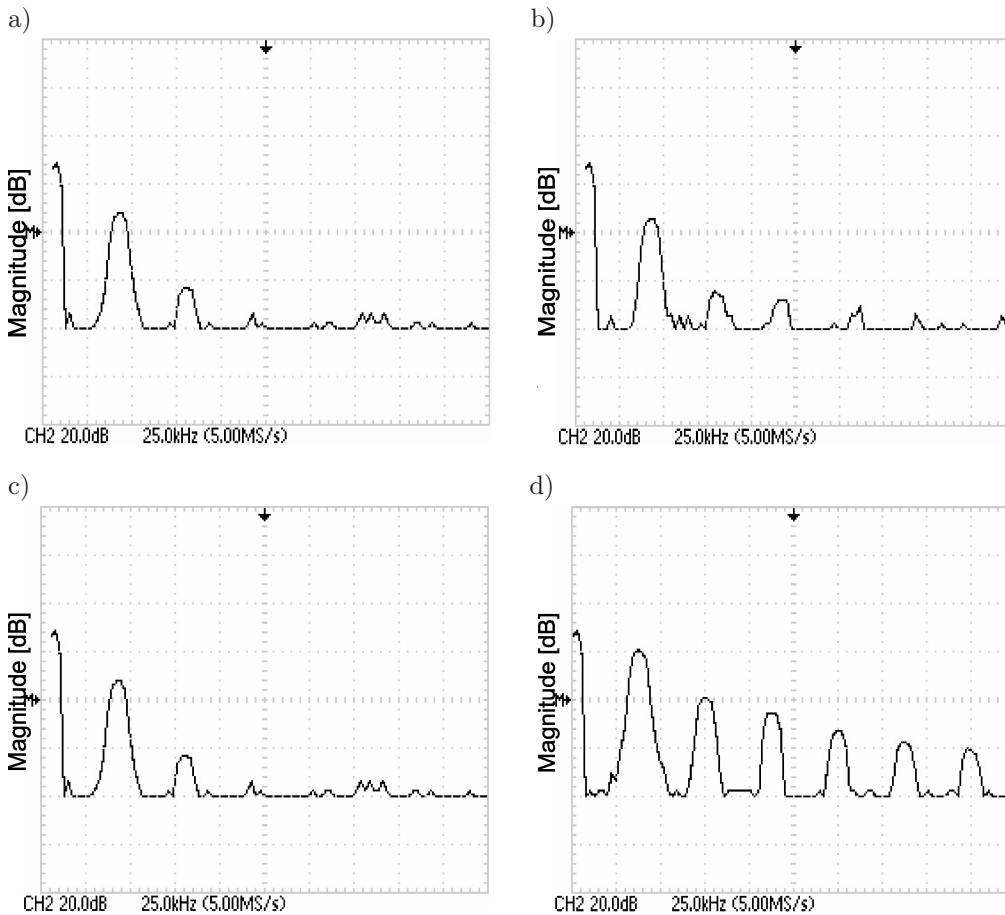 a)
b)
Magnitude [dB]
M
Magnitude [dB]
M
CH2 20.0dB 25.0kHz (5.00MS/s)
CH2 20.0dB 25.0kHz (5.00MS/s)
c)
d)
Magnitude [dB]
M
Magnitude [dB]
M
CH2 20.0dB 25.0kHz (5.00MS/s)
CH2 20.0dB 25.0kHz (5.00MS/s)